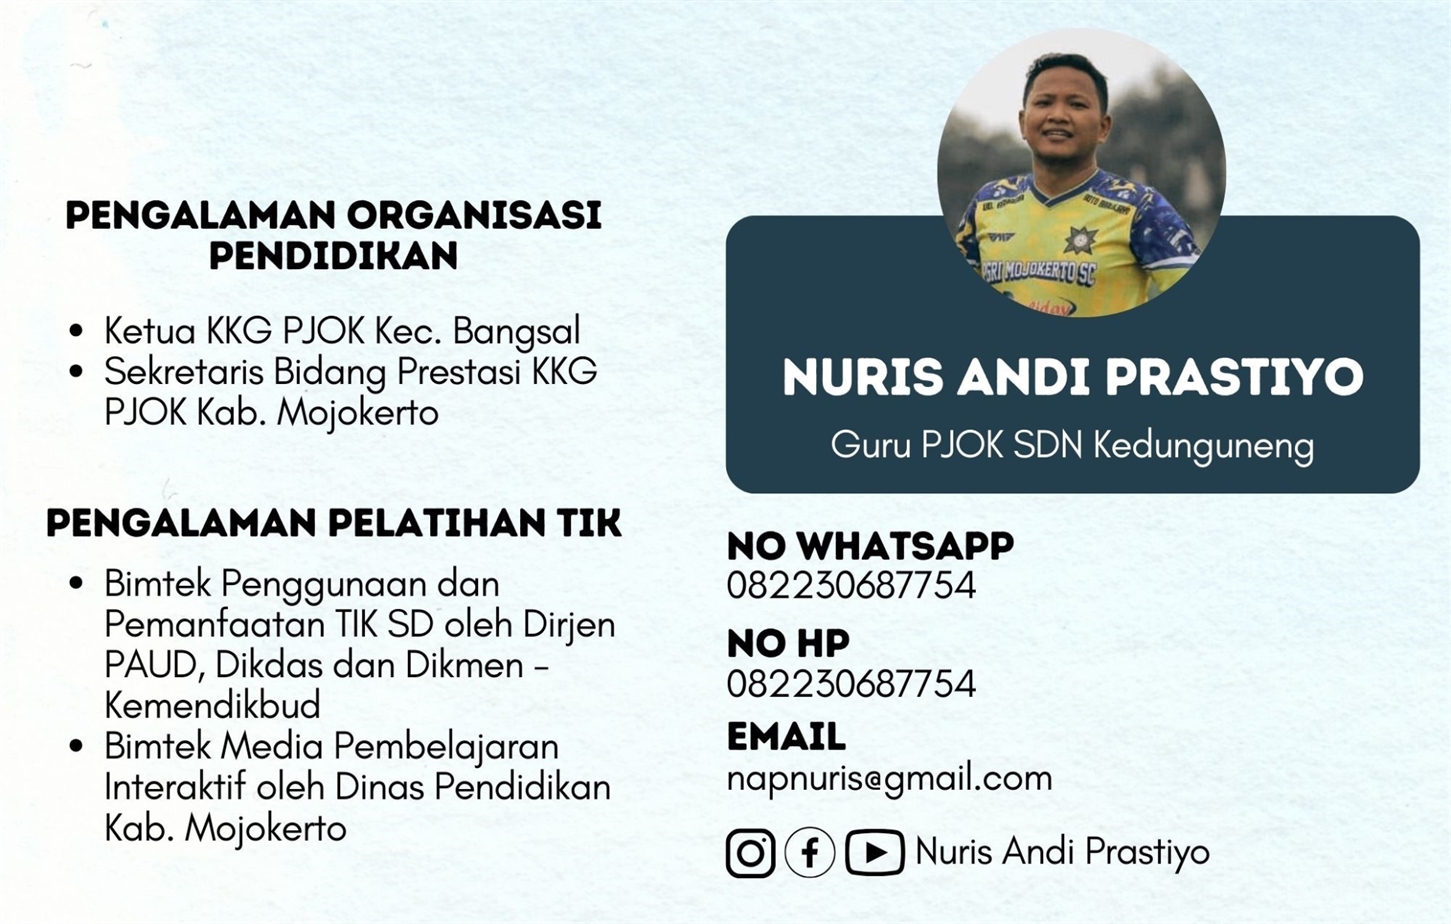 PENGALAMAN ORGANISASI
PENDIDIKAN
Ketua KKG PJOK Kec. Bangsal
Sekretaris Bidang Prestasi KKG
PJOK Kab. Mojokerto
PENGALAMAN PELATIHAN TIK
Bimtek Penggunaan dan
Pemanfaatan TIK SD oleh Dirjen
PAUD, Dikdas dan Dikmen -
Kemendikbud
Bimtek Media Pembelajaran
Interaktif oleh Dinas Pendidikan
Kab. Mojokerto
PGRI MOJOKERTO SC
NURIS ANDI PRASTIYO
Guru PJOK SDN Kedunguneng
NO WHATSAPP
082230687754
NO HP
082230687754
EMAIL
napnuris@gmail.com
Nuris Andi Prastiyo